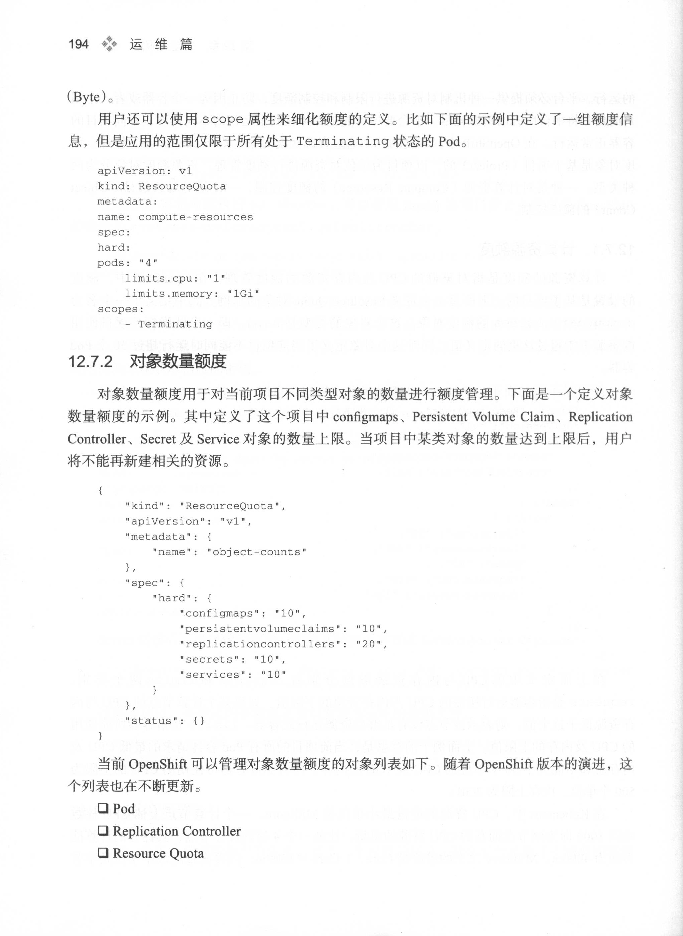 194 运 维 篇
(Byte)。
用户还可以使用 scope 属性来细化额度的定义。比如下面的示例中定义了一组额度信
息，但是应用的范围仅限于所有处于 Terminating 状态的 Pod。
apiVersion: v1
kind: ResourceQuota
metadata:
name: compute-resources
spec:
hard:
pods: "4"
limits.cpu: "1"
limits.memory: "1Gi"
scopes:
- Terminating
12.7.2 对象数量额度
对象数量额度用于对当前项目不同类型对象的数量进行额度管理。下面是一个定义对象
数量额度的示例。其中定义了这个项目中 configmaps、Persistent Volume Claim、Replication
Controller、Secret 及 Service 对象的数量上限。当项目中某类对象的数量达到上限后，用户
将不能再新建相关的资源。
{
"kind": "ResourceQuota",
"apiVersion": "v1",
"metadata": {
"name": "object-counts"
},
"spec": {
"hard": {
"configmaps": "10",
"persistentvolumeclaims": "10",
"replicationcontrollers": "20",
"secrets": "10",
"services": "10"
}
},
"status": {}
}
当前 OpenShift 可以管理对象数量额度的对象列表如下。随着 OpenShift 版本的演进，这
个列表也在不断更新。
❑ Pod
❑ Replication Controller
❑ Resource Quota